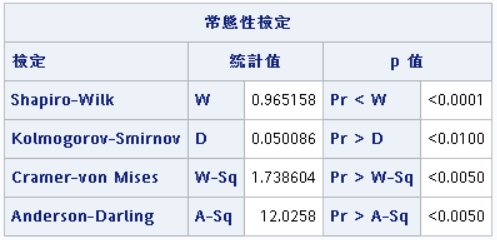 常態性檢定
檢定 統計值 p 值
Shapiro-Wilk W 0.965158 Pr < W <0.0001
Kolmogorov-Smirnov D 0.050086 Pr > D <0.0100
Cramer-von Mises W-Sq 1.738604 Pr > W-Sq <0.0050
Anderson-Darling A-Sq 12.0258 Pr > A-Sq <0.0050